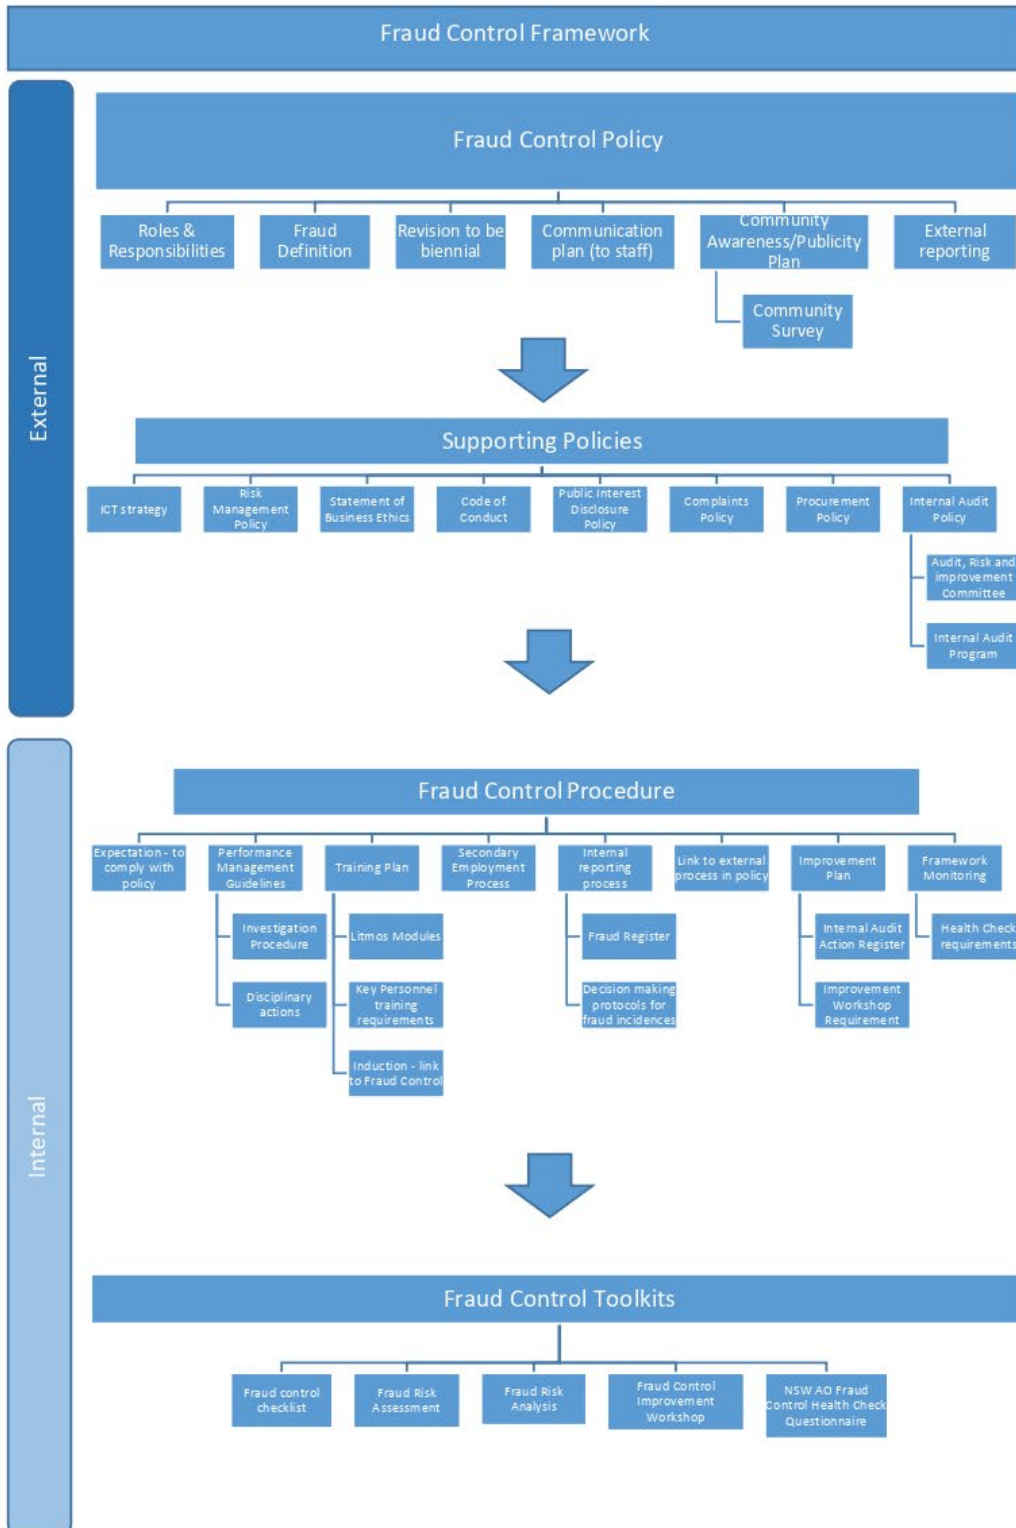 Fraud Control Framework
External
Fraud Control Policy
Roles &
Responsibilities
Fraud
Definition
Revision to be
biennial
Communication
plan (to staff)
Community
Awareness/Publicity
Plan
External
reporting
Community
Survey
Supporting Policies
ICT strategy
Risk
Management
Policy
Statement of
Business Ethics
Code of
Conduct
Public Interest
Disclosure
Policy
Complaints
Policy
Procurement
Policy
Internal Audit
Policy
Audit, Risk and
improvement
Committee
Internal Audit
Program
Internal
Fraud Control Procedure
Expectation - to
comply with
policy
Performance
Management
Guidelines
Training Plan
Secondary
Employment
Process
Internal
reporting
process
Link to external
process in policy
Improvement
Plan
Framework
Monitoring
Investigation
Procedure
Litmos Modules
Fraud Register
Internal Audit
Action Register
Health Check
requirements
Disciplinary
actions
Key Personnel
training
requirements
Decision making
protocols for
fraud incidences
Improvement
Workshop
Requirement
Induction - link
to Fraud Control
Fraud Control Toolkits
Fraud control
checklist
Fraud Risk
Assessment
Fraud Risk
Analysis
Fraud Control
Improvement
Workshop
NSW AO Fraud
Control Health Check
Questionnaire